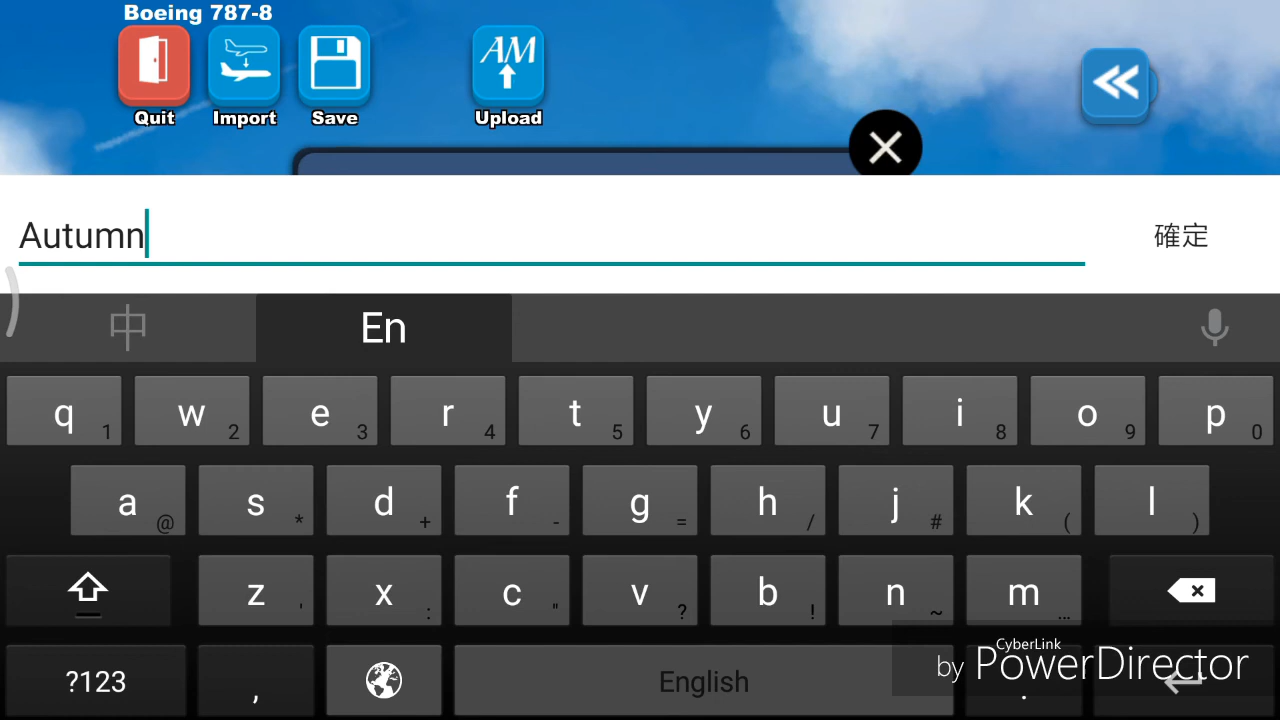 Boeing 787-8
AM
Quit Import Save Upload
Autumn 確定
中 En
q 1 w 2 e 3 r 4 t 5 y 6 u 7 i 8 o 9 p 0
a @ s * d + f - g = h / j # k ( l )
z ' x : c " v ? b ! n ~ m ...
?123 , English .
CyberLink
by PowerDirector